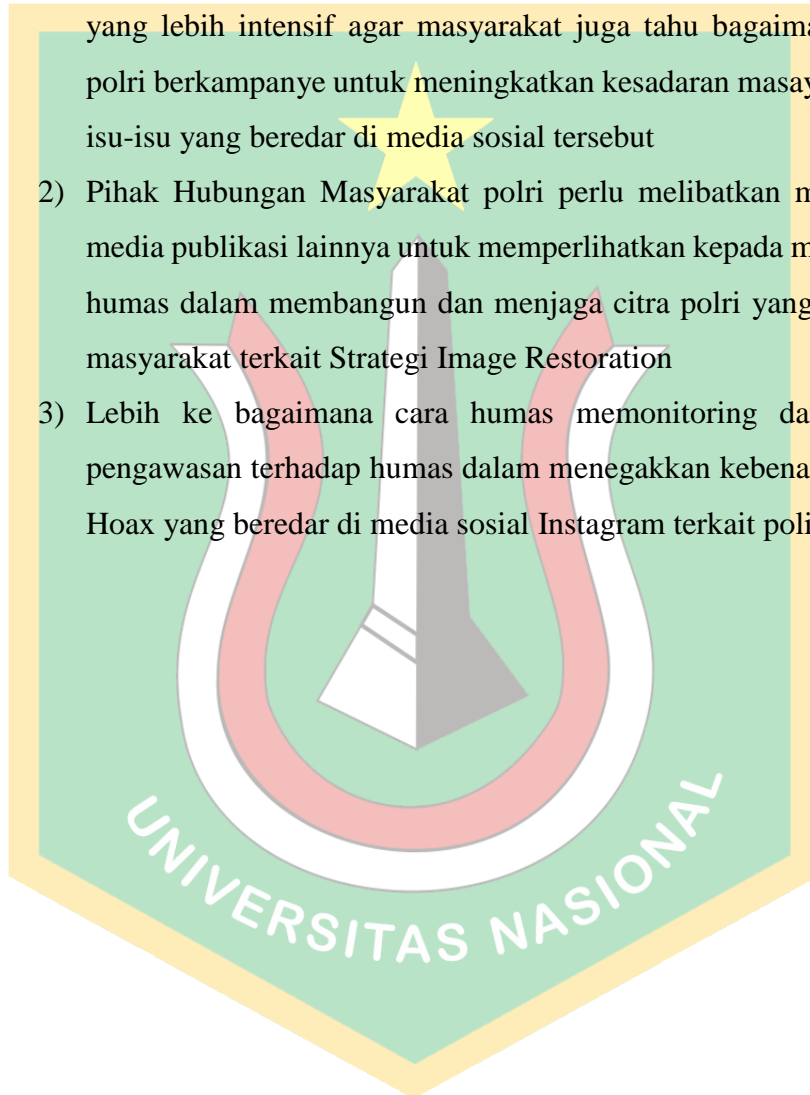 yang lebih intensif agar masyarakat juga tahu bagaima
polri berkampanye untuk meningkatkan kesadaran masay
isu-isu yang beredar di media sosial tersebut
2) Pihak Hubungan Masyarakat polri perlu melibatkan m
media publikasi lainnya untuk memperlihatkan kepada m
humas dalam membangun dan menjaga citra polri yang
masyarakat terkait Strategi Image Restoration
3) Lebih ke bagaimana cara humas memonitoring da
pengawasan terhadap humas dalam menegakkan kebena
Hoax yang beredar di media sosial Instagram terkait poli
UNIVERSITAS NASIONAL